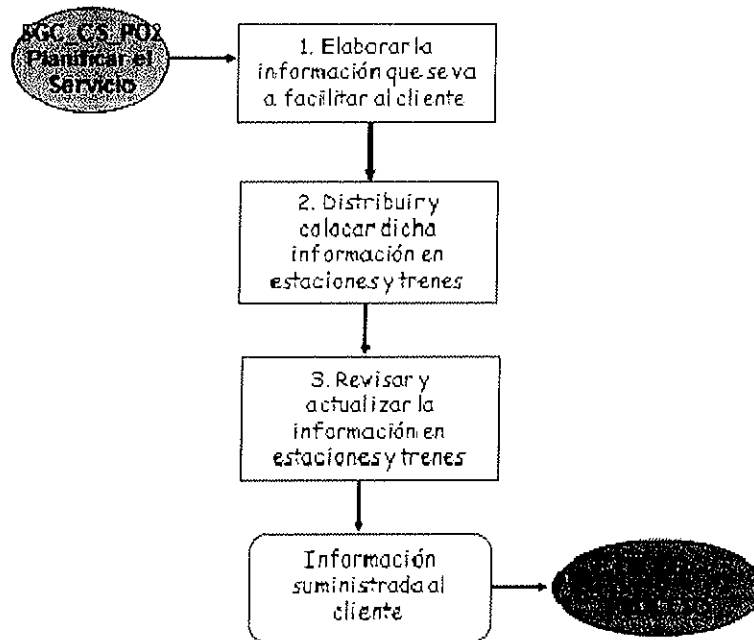 SGC_CS_P02
Planificar el
Servicio
1. Elaborar la
información que se va
a facilitar al cliente
2. Distribuir y
colocar dicha
información en
estaciones y trenes
3. Revisar y
actualizar la
información en
estaciones y trenes
Información
suministrada al
cliente